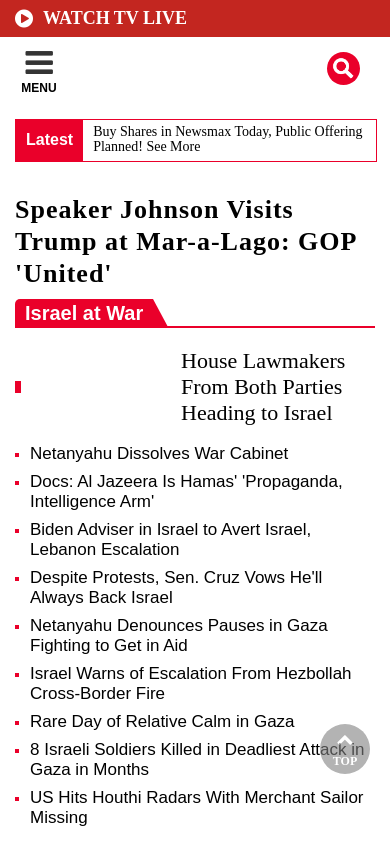 WATCH TV LIVE
MENU
Latest
Buy Shares in Newsmax Today, Public Offering
Planned! See More
Speaker Johnson Visits
Trump at Mar-a-Lago: GOP
'United'
Israel at War
House Lawmakers
From Both Parties
Heading to Israel
Netanyahu Dissolves War Cabinet
Docs: Al Jazeera Is Hamas' 'Propaganda,
Intelligence Arm'
Biden Adviser in Israel to Avert Israel,
Lebanon Escalation
Despite Protests, Sen. Cruz Vows He'll
Always Back Israel
Netanyahu Denounces Pauses in Gaza
Fighting to Get in Aid
Israel Warns of Escalation From Hezbollah
Cross-Border Fire
Rare Day of Relative Calm in Gaza
8 Israeli Soldiers Killed in Deadliest Attack in
Gaza in Months
TOP
US Hits Houthi Radars With Merchant Sailor
Missing